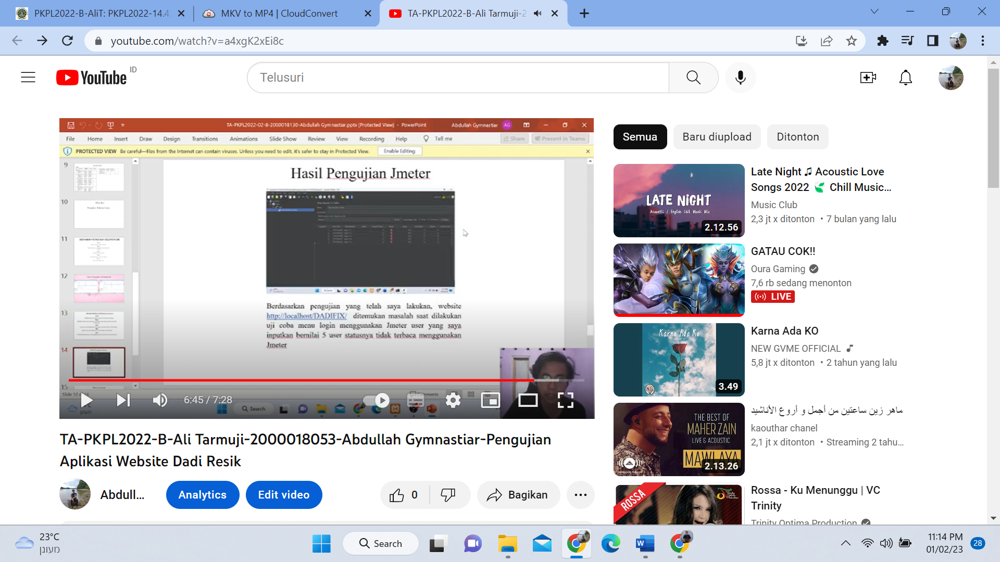 PKPL2022-B-AliT: PKPL2022-14.4.
MKV to MP4 | CloudConvert
TA-PKPL2022-B-Ali Tarmuji-2
youtube.com/watch?v=a4xgK2xEi8c
YouTube
ID
Telusuri
TA-PKPL2022-02-B-2000018130-Abdullah Gymnastiar.pptx [Protected View] - PowerPoint
Abdullah Gymnastiar
AG
File Home Insert Draw Design Transitions Animations Slide Show Review View Recording Help Tell me
Share
Present in Teams
PROTECTED VIEW Be careful—files from the Internet can contain viruses. Unless you need to edit, it's safer to stay in Protected View.
Enable Editing
9
10
11
12
13
14
15
Hasil Pengujian Jmeter
Berdasarkan pengujian yang telah saya lakukan, website
http://localhost/DADIFIX/ ditemukan masalah saat dilakukan
uji coba menu login menggunakan Jmeter user yang saya
inputkan bernilai 5 user statusnya tidak terbaca menggunakan
Jmeter
6:45 / 7:28
Search
TA-PKPL2022-B-Ali Tarmuji-2000018053-Abdullah Gymnastiar-Pengujian
Aplikasi Website Dadi Resik
Abdull...
Analytics
Edit video
0
Bagikan
Semua
Baru diupload
Ditonton
LATE NIGHT
Acoustic / English Chill Music Mix
2.12.56
Late Night ♫ Acoustic Love
Songs 2022 🍃 Chill Music...
Music Club
2,3 jt x ditonton • 7 bulan yang lalu
GATAU COK!!
Oura Gaming
7,6 rb sedang menonton
LIVE
Karna Ada Ko
NG
3.49
Karna Ada KO
NEW GVME OFFICIAL
5,8 jt x ditonton • 2 tahun yang lalu
THE BEST OF
MAHER ZAIN
LIVE & ACOUSTIC
MAWLAYA
2.13.26
ماهر زين ساعتين من أجمل و أروع الأناشيد
kaouthar chanel
2,1 jt x ditonton • Streaming 2 tahu...
ROSSA
Rossa - Ku Menunggu | VC
Trinity
Trinity Optima Production
23°C
מעונן
Search
11:14 PM
01/02/23
28